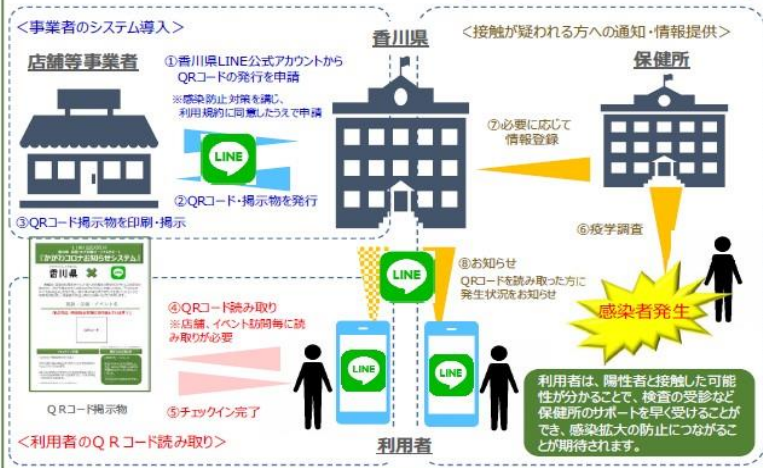 ＜事業者のシステム導入＞
店舗等事業者
①香川県LINE公式アカウントから
QRコードの発行を申請
※感染防止対策を講じ、
利用規約に同意したうえで申請
LINE
②QRコード・掲示物を発行
③QRコード掲示物を印刷・掲示
香川県
＜接触が疑われる方への通知・情報提供＞
保健所
⑦必要に応じて
情報登録
⑥疫学調査
感染者発生
LINE
⑧お知らせ
QRコードを読み取った方に
発生状況をお知らせ
「かがわコロナお知らせシステム」
香川県
QRコード掲示物
④QRコード読み取り
※店舗、イベント訪問毎に読
み取りが必要
⑤チェックイン完了
LINE
LINE
＜利用者のＱＲコード読み取り＞
利用者
利用者は、陽性者と接触した可能
性が分かることで、検査の受診など
保健所のサポートを早く受けることが
でき、感染拡大の防止につながるこ
とが期待されます。